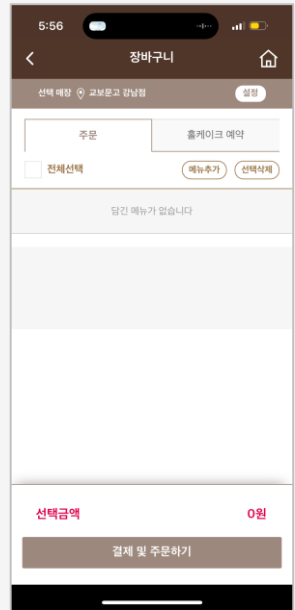 5:56
장바구니
선택 매장 교보문고 강남점 설정
주문 홀케이크 예약
전체선택 메뉴추가 선택삭제
담긴 메뉴가 없습니다
선택금액 0원
결제 및 주문하기